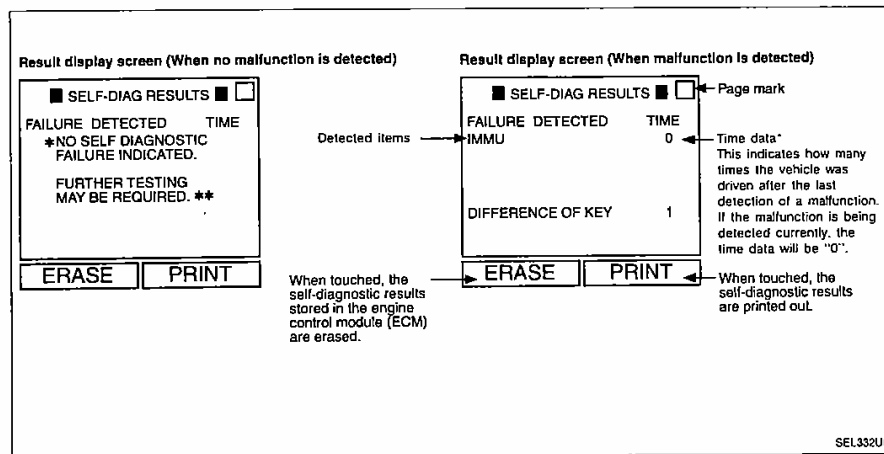 Result display screen (When no malfunction is detected)
■ SELF-DIAG RESULTS ■
FAILURE DETECTED TIME
*NO SELF DIAGNOSTIC
FAILURE INDICATED.
FURTHER TESTING
MAY BE REQUIRED. **
ERASE PRINT
Result display screen (When malfunction is detected)
■ SELF-DIAG RESULTS ■
Page mark
FAILURE DETECTED TIME
Detected items
IMMU 0
Time data*
This indicates how many
times the vehicle was
driven after the last
detection of a malfunction.
If the malfunction is being
detected currently, the
time data will be "0".
DIFFERENCE OF KEY 1
ERASE PRINT
When touched, the
self-diagnostic results
stored in the engine
control module (ECM)
are erased.
When touched, the
self-diagnostic results
are printed out.
SEL332U